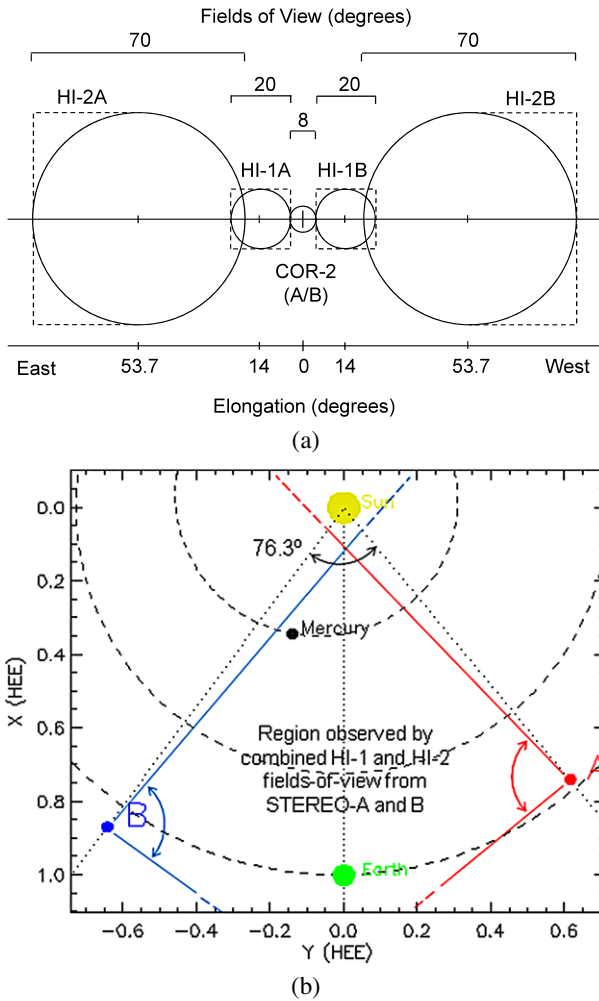 Fields of View (degrees)
70 70
HI-2A HI-2B
20 20
8
HI-1A HI-1B
COR-2
(A/B)
East 53.7 14 0 14 53.7 West
Elongation (degrees)
(a)
0.0 Sun
76.3º
0.2
Mercury
0.4
X (HEE)
0.6
Region observed by
combined HI-1 and HI-2
fields-of-view from
STEREO-A and B
A
0.8
B
1.0 Earth
−0.6 −0.4 −0.2 0.0 0.2 0.4 0.6
Y (HEE)
(b)